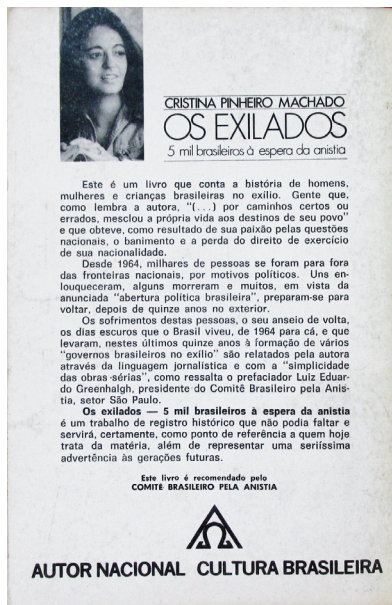 CRISTINA PINHEIRO MACHADO
OS EXILADOS
5 mil brasileiros à espera da anistia
Este é um livro que conta a história de homens,
mulheres e crianças brasileiras no exílio. Gente que,
como lembra a autora, "(...) por caminhos certos ou
errados, mesclou a própria vida aos destinos de seu povo"
e que obteve, como resultado de sua paixão pelas questões
nacionais, o banimento e a perda do direito de exercício
de sua nacionalidade.
Desde 1964, milhares de pessoas se foram para fora
das fronteiras nacionais, por motivos políticos. Uns en-
louqueceram, alguns morreram e muitos, em vista da
anunciada "abertura política brasileira", preparam-se para
voltar, depois de quinze anos no exterior.
Os sofrimentos destas pessoas, o seu anseio de volta,
os dias escuros que o Brasil viveu, de 1964 para cá, e que
levaram, nestes últimos quinze anos à formação de vários
"governos brasileiros no exílio" são relatados pela autora
através da linguagem jornalística e com a "simplicidade
das obras sérias", como ressalta o prefaciador Luiz Eduar-
do Greenhalgh, presidente do Comitê Brasileiro pela Anis-
tia, setor São Paulo.
Os exilados — 5 mil brasileiros à espera da anistia
é um trabalho de registro histórico que não podia faltar e
servirá, certamente, como ponto de referência a quem hoje
trata da matéria, além de representar uma seriíssima
advertência às gerações futuras.
Este livro é recomendado pelo
COMITÊ BRASILEIRO PELA ANISTIA
AUTOR NACIONAL CULTURA BRASILEIRA